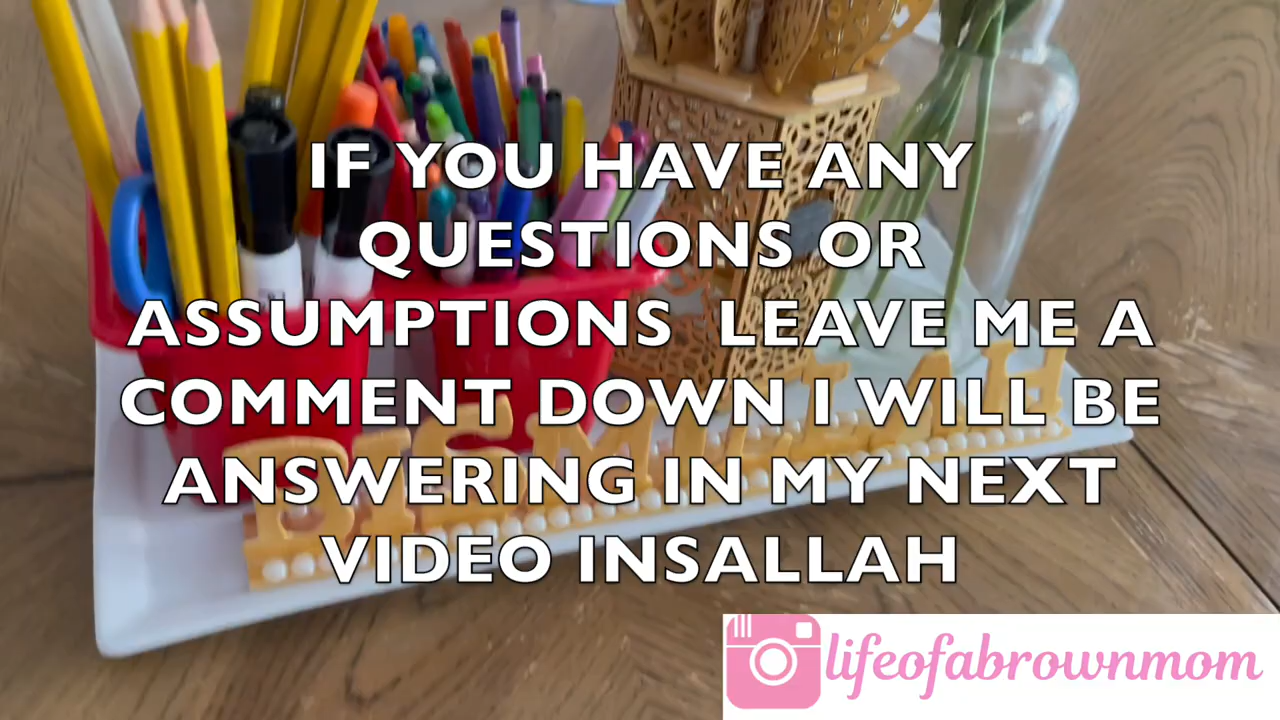 IF YOU HAVE ANY
QUESTIONS OR
ASSUMPTIONS LEAVE ME A
COMMENT DOWN I WILL BE
ANSWERING IN MY NEXT
VIDEO INSALLAH
BISMILLAH
lifeofabrownmom